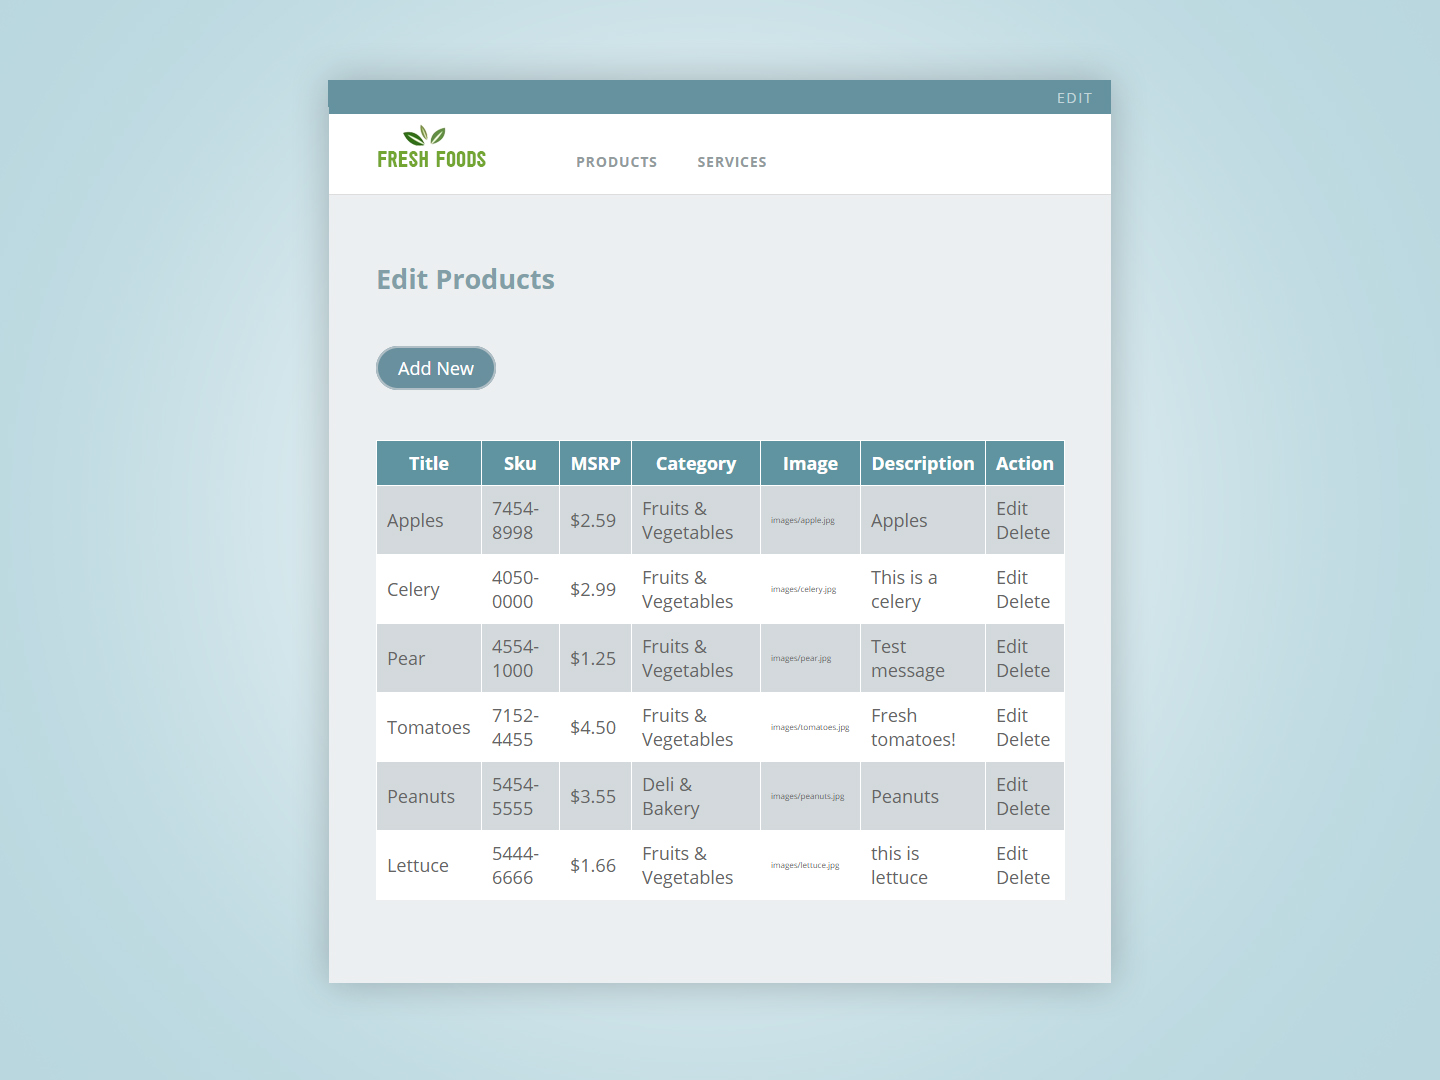 EDIT
FRESH FOODS
PRODUCTS SERVICES
Edit Products
Add New
Title Sku MSRP Category Image Description Action
Apples 7454-8998 $2.59 Fruits & Vegetables images/apple.jpg Apples Edit Delete
Celery 4050-0000 $2.99 Fruits & Vegetables images/celery.jpg This is a celery Edit Delete
Pear 4554-1000 $1.25 Fruits & Vegetables images/pear.jpg Test message Edit Delete
Tomatoes 7152-4455 $4.50 Fruits & Vegetables images/tomatoes.jpg Fresh tomatoes! Edit Delete
Peanuts 5454-5555 $3.55 Deli & Bakery images/peanuts.jpg Peanuts Edit Delete
Lettuce 5444-6666 $1.66 Fruits & Vegetables images/lettuce.jpg this is lettuce Edit Delete